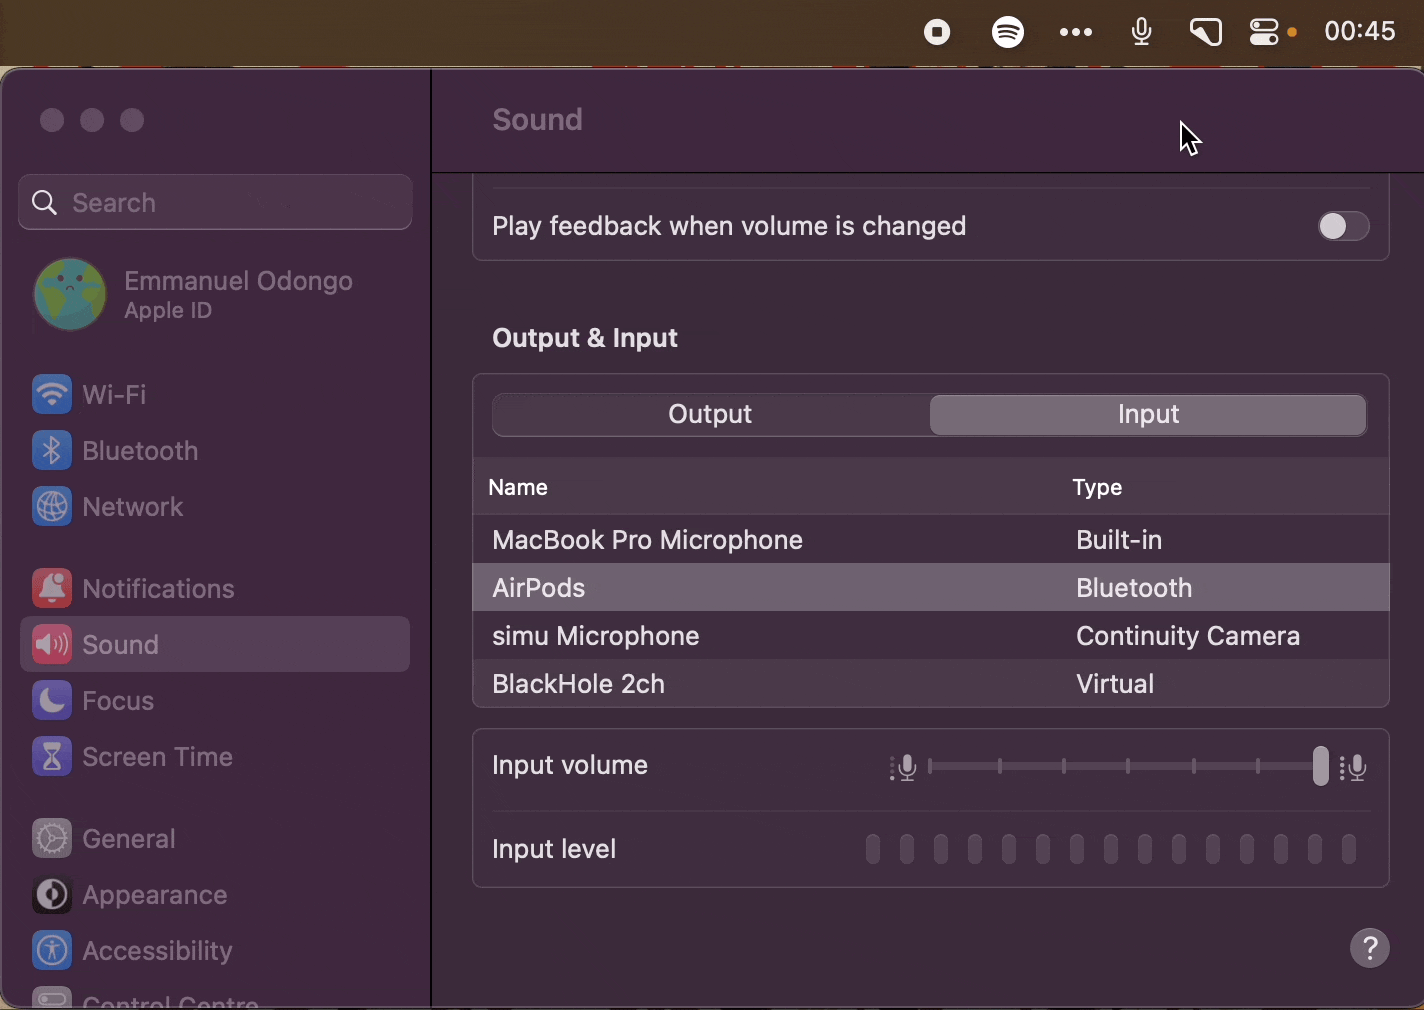 00:45
Sound
Search
Play feedback when volume is changed
Emmanuel Odongo
Apple ID
Output & Input
Wi-Fi
Output Input
Bluetooth
Name Type
Network
MacBook Pro Microphone Built-in
AirPods Bluetooth
Notifications
simu Microphone Continuity Camera
Sound
BlackHole 2ch Virtual
Focus
Screen Time
Input volume
General
Input level
Appearance
Accessibility
?
Control Centre